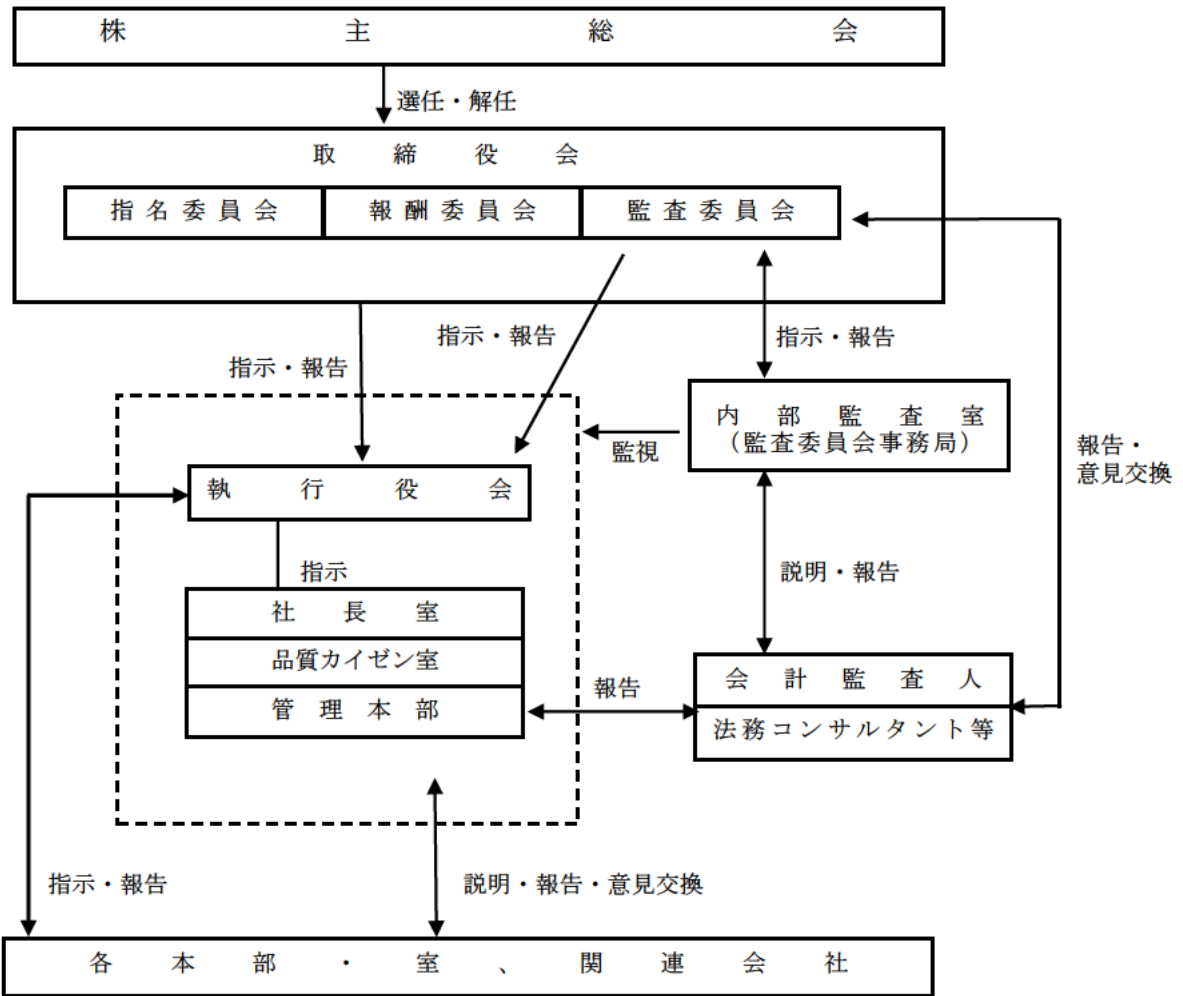 株主総会
選任・解任
取締役会
指名委員会
報酬委員会
監査委員会
指示・報告
指示・報告
指示・報告
内部監査室
（監査委員会事務局）
監視
報告・
意見交換
執行役会
指示
説明・報告
社長室
品質カイゼン室
管理本部
報告
会計監査人
法務コンサルタント等
指示・報告
説明・報告・意見交換
各本部・室、関連会社